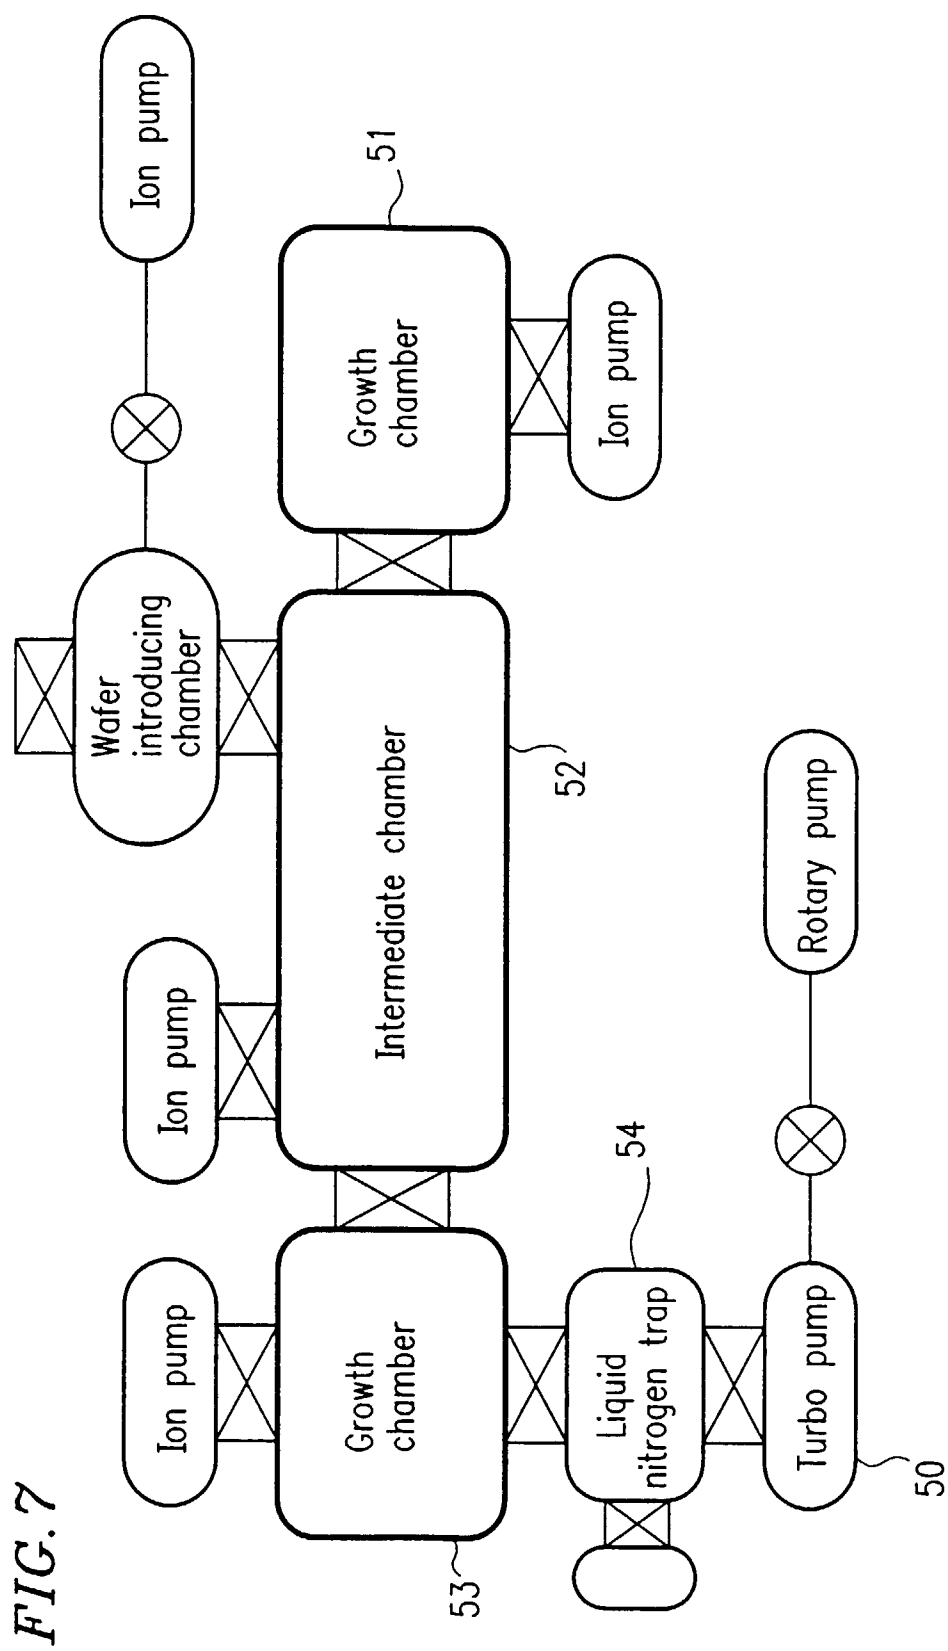 FIG. 7
Ion pump
Ion pump
Ion pump
Wafer
introducing
chamber
Growth
chamber
53
Intermediate chamber
52
Growth
chamber
51
Liquid
nitrogen trap
54
Ion pump
Turbo pump
50
Rotary pump